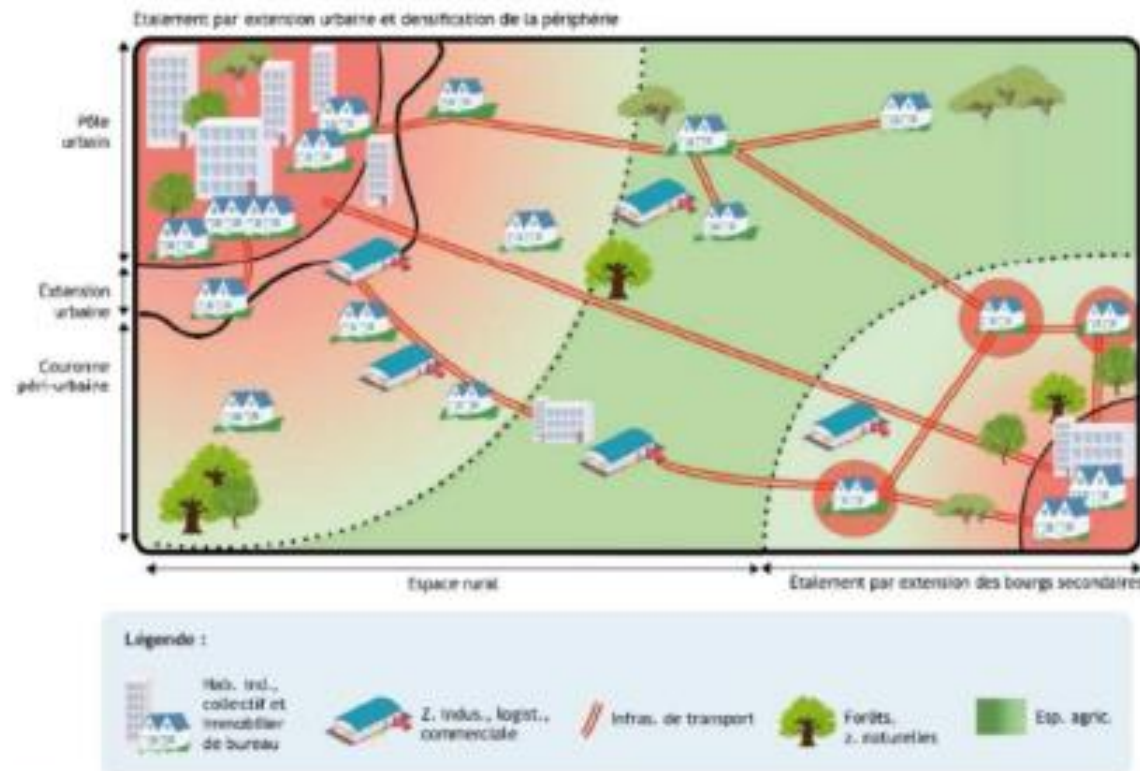 Etalement par extension urbaine et densification de la périphérie
Pôle
urbain
Extension
urbaine
Couronne
péri-urbaine
Espace rural
Etalement par extension des bourgs secondaires
Légende :
Hab. ind.,
collectif et
immobilier
de bureau
Z. indus., logist.,
commerciale
Infras. de transport
Forêts.
z. naturelles
Esp. agric.